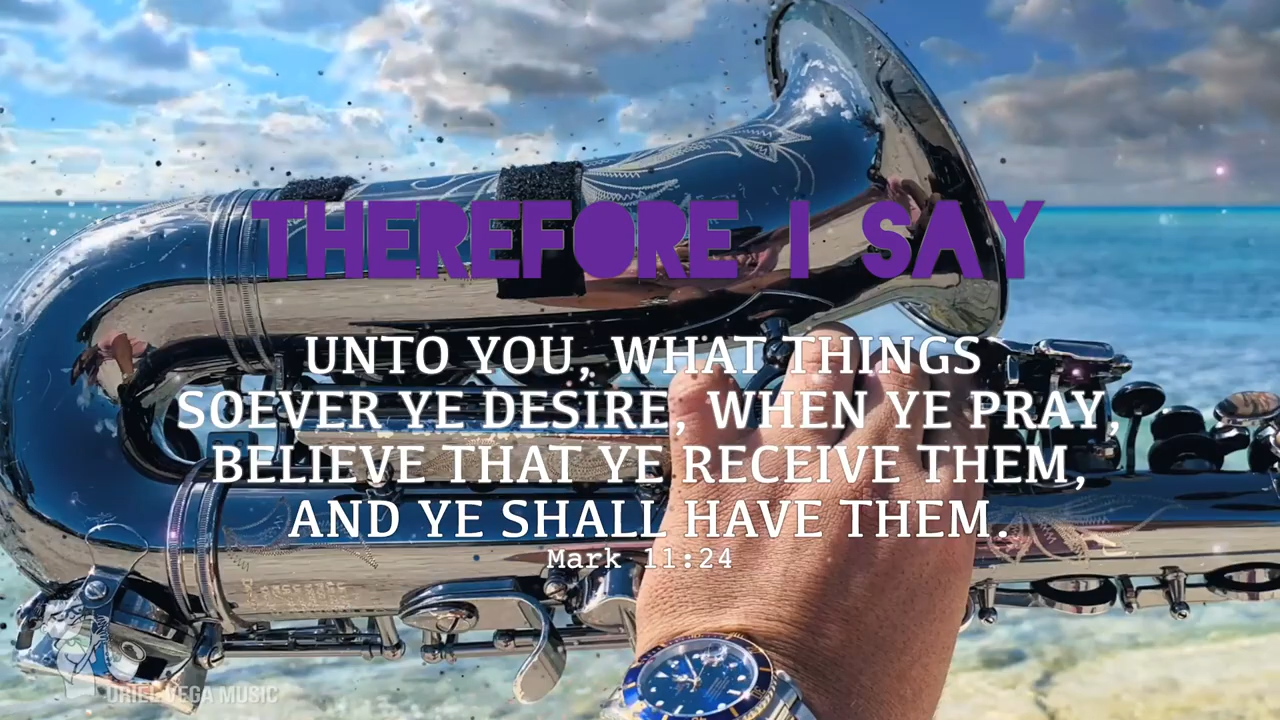 THEREFORE I SAY
UNTO YOU, WHAT THINGS
SOEVER YE DESIRE, WHEN YE PRAY,
BELIEVE THAT YE RECEIVE THEM,
AND YE SHALL HAVE THEM.
Mark 11:24
URIEL VEGA MUSIC